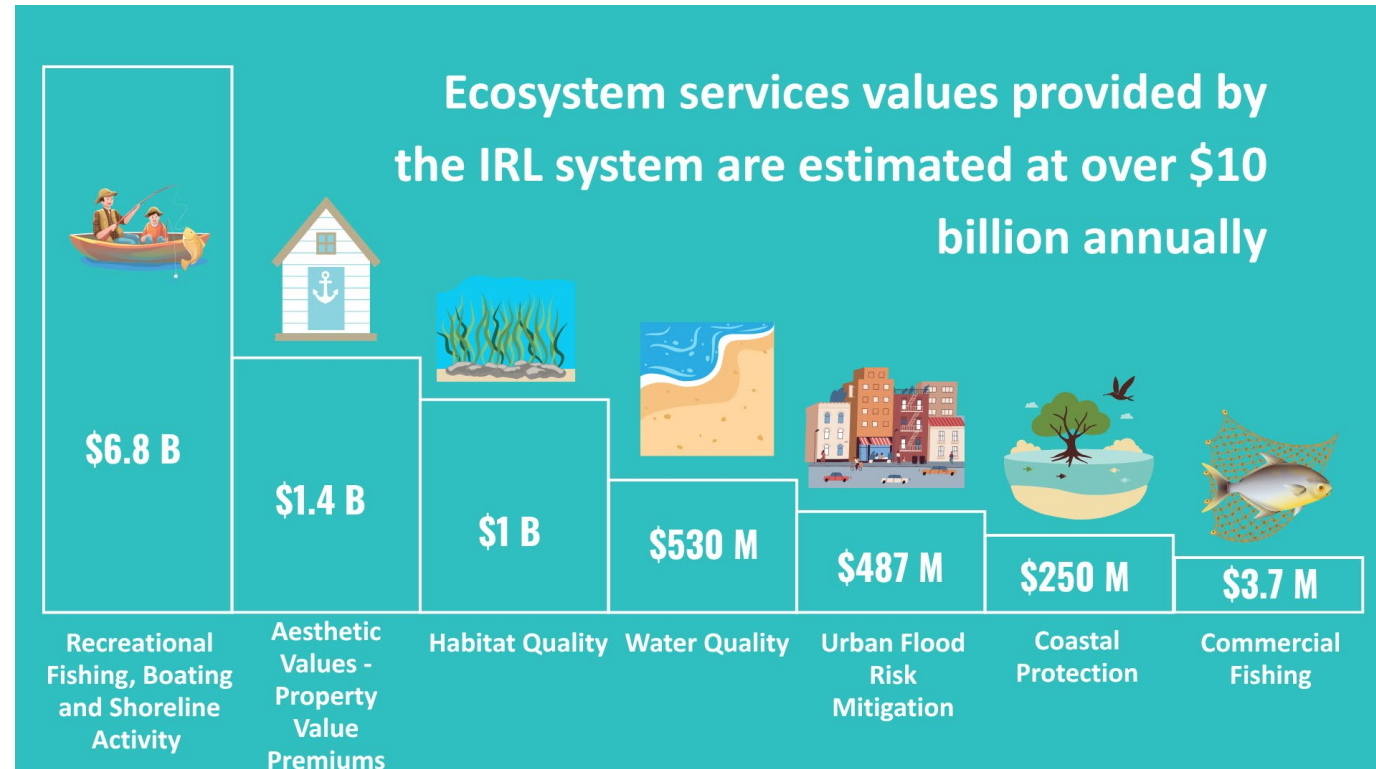 Ecosystem services values provided by
the IRL system are estimated at over $10
billion annually
$6.8 B
$1.4 B
$1 B
$530 M
$487 M
$250 M
$3.7 M
Recreational
Fishing, Boating
and Shoreline
Activity
Aesthetic
Values -
Property
Value
Premiums
Habitat Quality
Water Quality
Urban Flood
Risk
Mitigation
Coastal
Protection
Commercial
Fishing